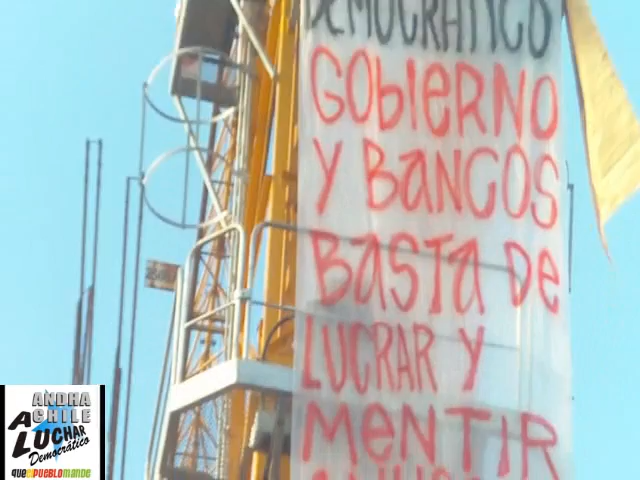 DEMOCRATICO
GObIERNO
Y BaNCOS
BaSTa DE
LUCRAR Y
MENTIR
ANDHA
A CHILE
A LUCHAR
Democrático
QUEELPUEBLOMANDE